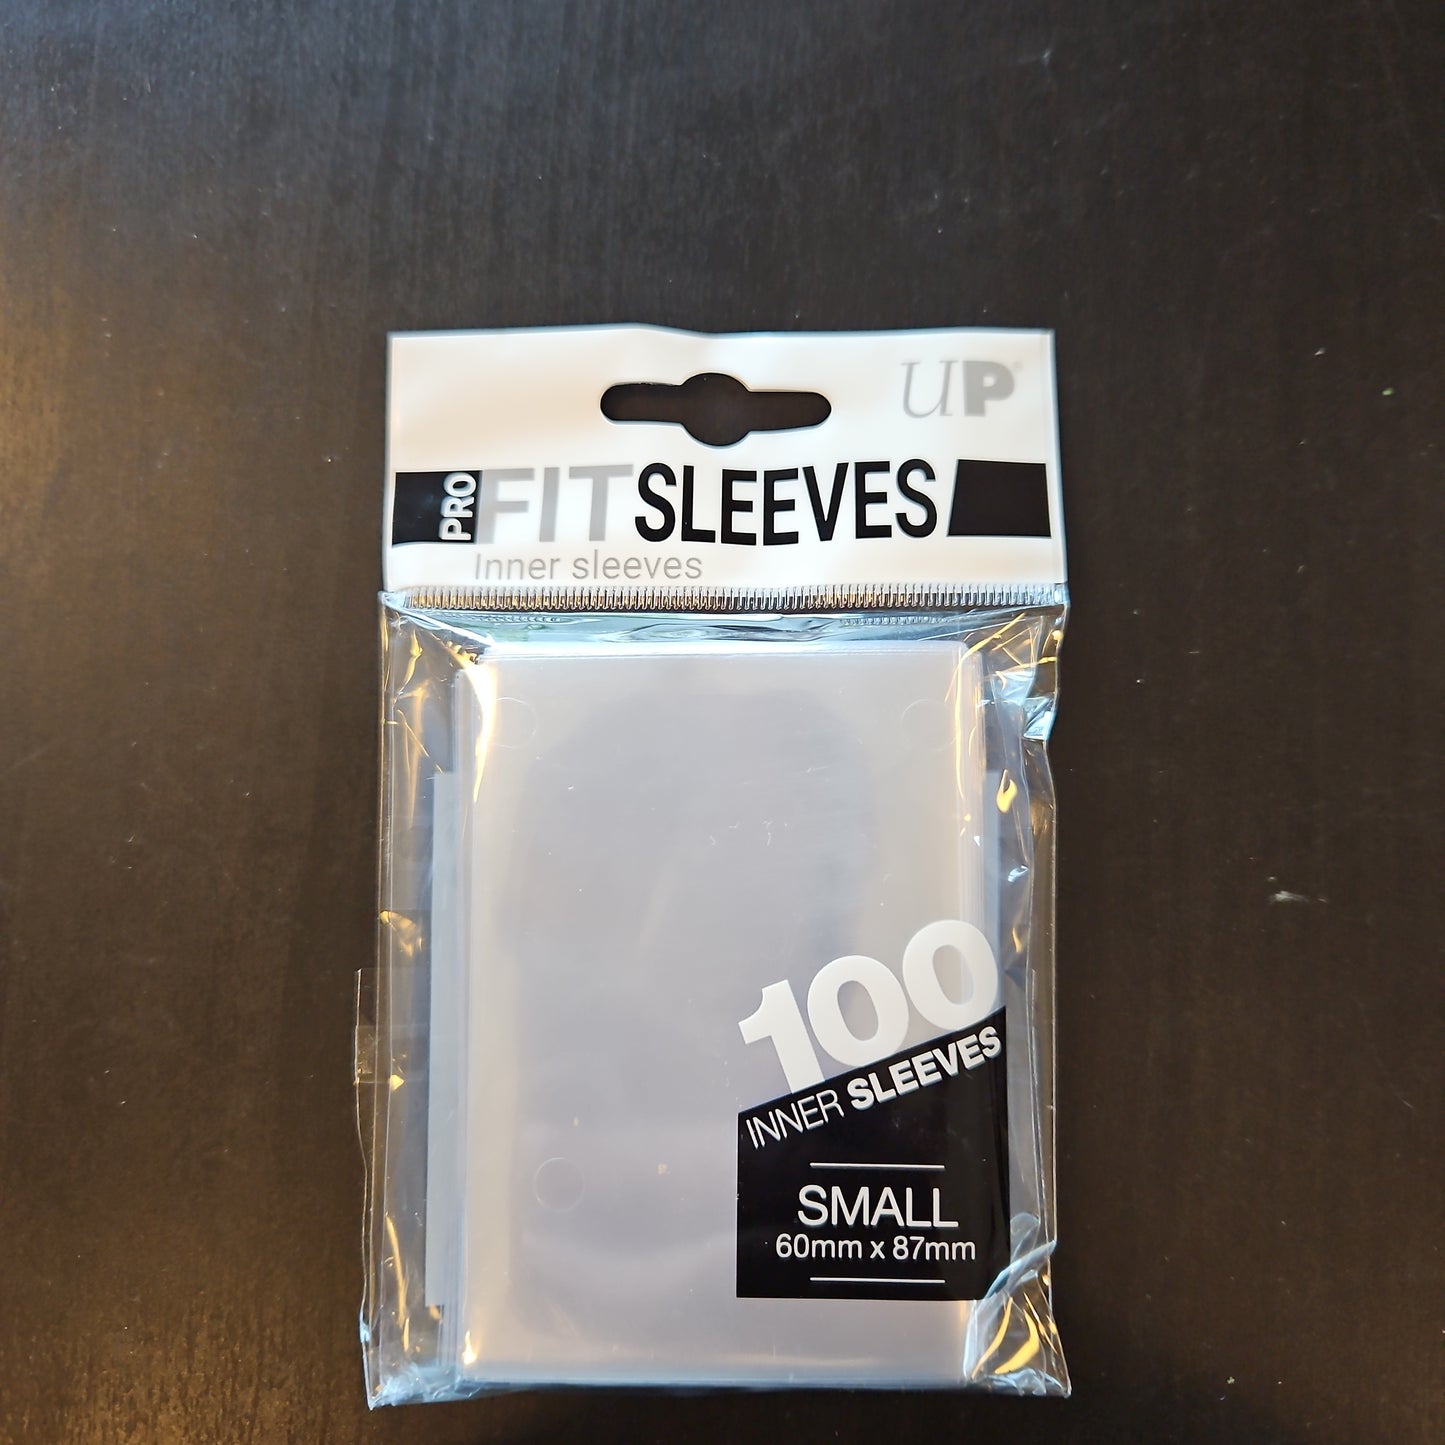 UP®
PRO FIT SLEEVES
Inner sleeves
100
INNER SLEEVES
SMALL
60mm x 87mm